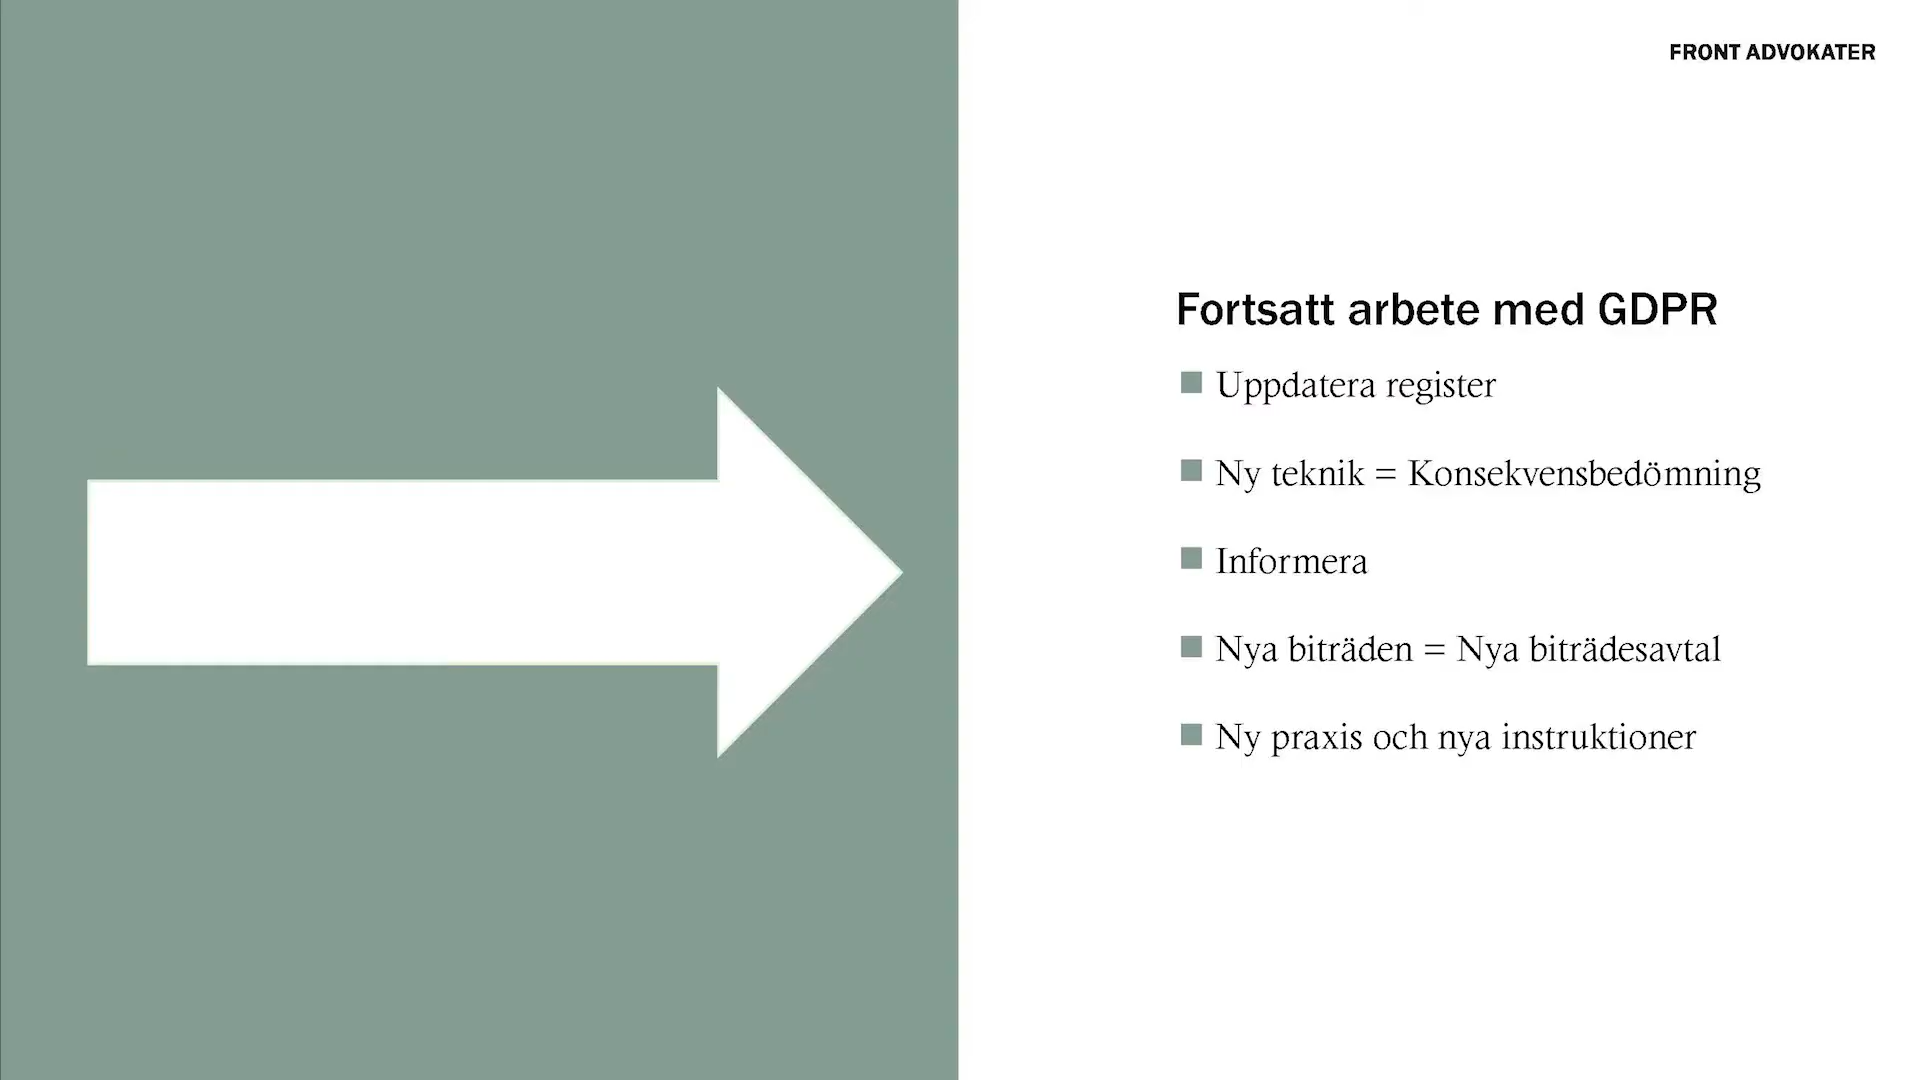 FRONT ADVOKATER
Fortsatt arbete med GDPR
Uppdatera register
Ny teknik = Konsekvensbedömning
Informera
Nya biträden = Nya biträdesavtal
Ny praxis och nya instruktioner